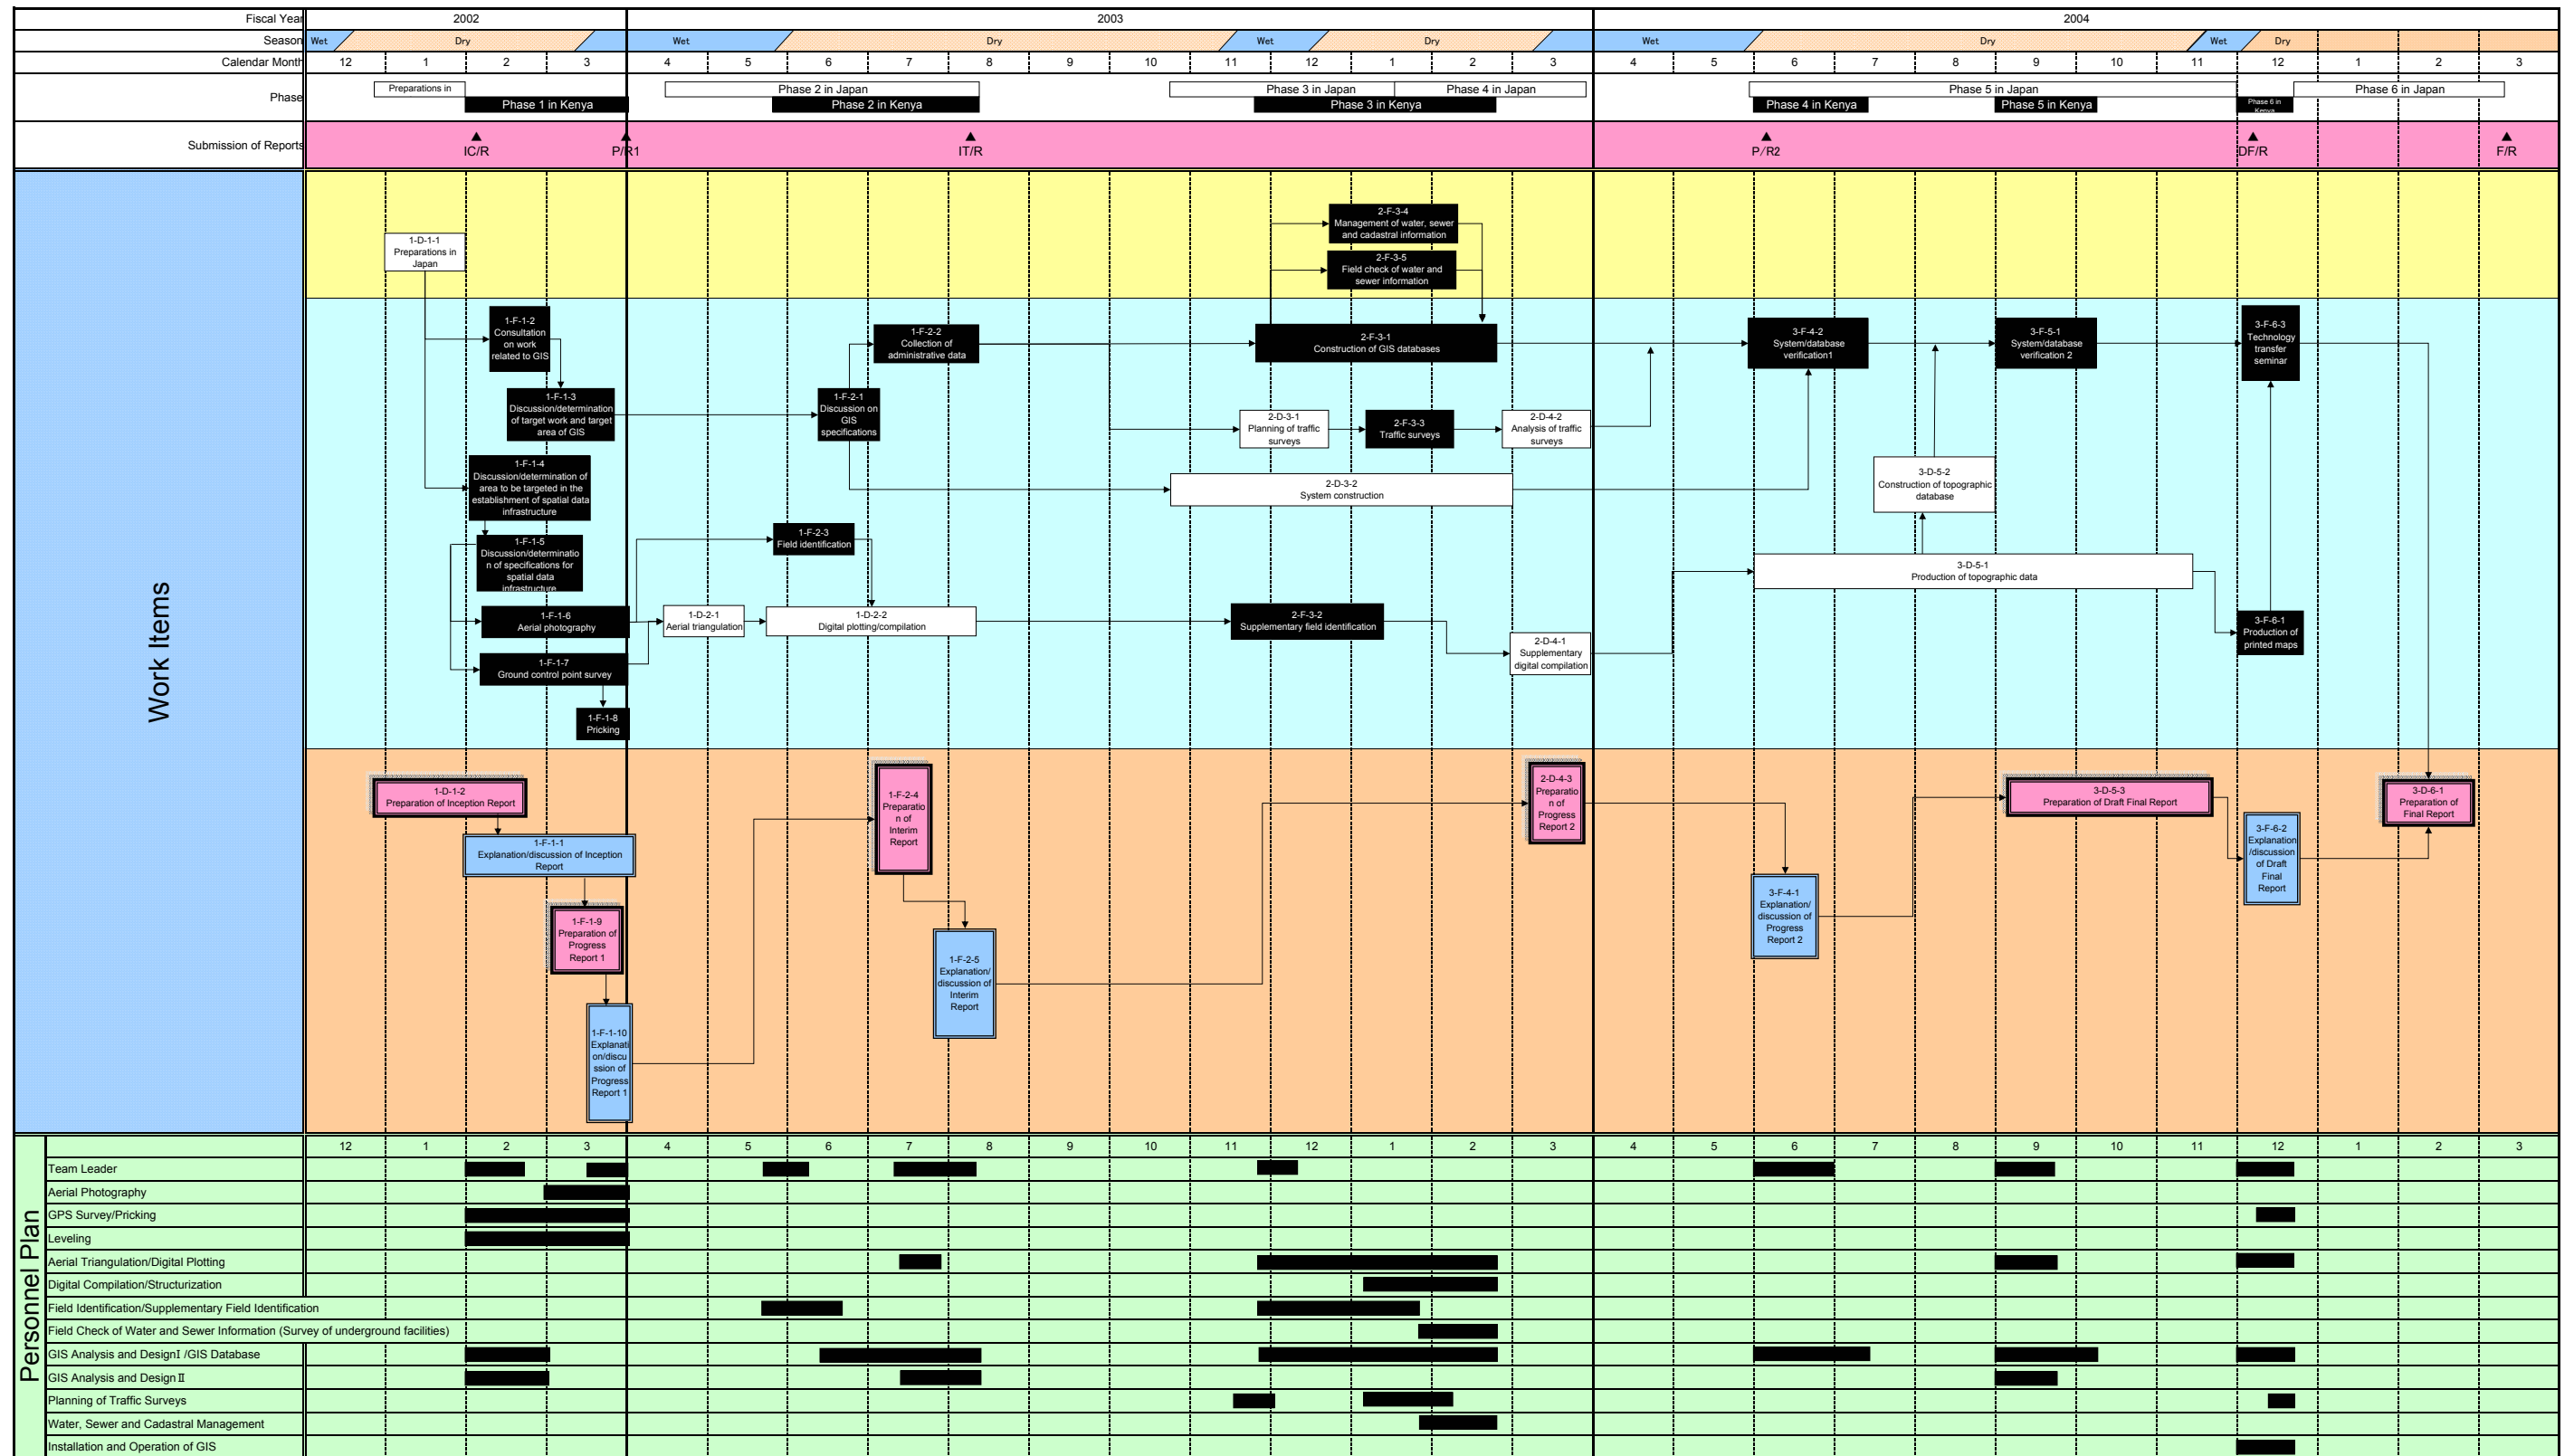 Fiscal Year 2002 2003 2004
Season Wet Dry Wet Dry Wet Dry Wet Dry Wet Dry
Calendar Month 12 1 2 3 4 5 6 7 8 9 10 11 12 1 2 3 4 5 6 7 8 9 10 11 12 1 2 3
Phase
Preparations in
Phase 1 in Kenya
Phase 2 in Japan
Phase 2 in Kenya
Phase 3 in Japan
Phase 3 in Kenya
Phase 4 in Japan
Phase 4 in Kenya
Phase 5 in Japan
Phase 5 in Kenya
Phase 6 in
Kenya
Phase 6 in Japan
Submission of Reports
▲ ▲ ▲ ▲ ▲ ▲
IC/R P/R1 IT/R P/R2 DF/R F/R
Work Items
1-D-1-1
Preparations in
Japan
2-F-3-4
Management of water, sewer
and cadastral information
2-F-3-5
Field check of water and
sewer information
1-F-1-2
Consultation
on work
related to GIS
1-F-1-3
Discussion/determination
of target work and target
area of GIS
1-F-2-1
Discussion on
GIS
specifications
1-F-2-2
Collection of
administrative data
2-F-3-1
Construction of GIS databases
3-F-4-2
System/database
verification1
3-F-5-1
System/database
verification 2
3-F-6-3
Technology
transfer
seminar
2-D-3-1
Planning of traffic
surveys
2-F-3-3
Traffic surveys
2-D-4-2
Analysis of traffic
surveys
1-F-1-4
Discussion/determination of
area to be targeted in the
establishment of spatial data
infrastructure
2-D-3-2
System construction
3-D-5-2
Construction of topographic
database
1-F-1-5
Discussion/determinatio
n of specifications for
spatial data
infrastructure
1-F-2-3
Field identification
3-D-5-1
Production of topographic data
1-F-1-6
Aerial photography
1-D-2-1
Aerial triangulation
1-D-2-2
Digital plotting/compilation
2-F-3-2
Supplementary field identification
2-D-4-1
Supplementary
digital compilation
3-F-6-1
Production of
printed maps
1-F-1-7
Ground control point survey
1-F-1-8
Pricking
1-D-1-2
Preparation of Inception Report
1-F-1-1
Explanation/discussion of Inception
Report
1-F-1-9
Preparation of
Progress
Report 1
1-F-1-10
Explanati
on/discu
ssion of
Progress
Report 1
1-F-2-4
Preparatio
n of
Interim
Report
1-F-2-5
Explanation/
discussion of
Interim
Report
2-D-4-3
Preparatio
n of
Progress
Report 2
3-F-4-1
Explanation/
discussion of
Progress
Report 2
3-D-5-3
Preparation of Draft Final Report
3-F-6-2
Explanation
/discussion
of Draft
Final
Report
3-D-6-1
Preparation of
Final Report
12 1 2 3 4 5 6 7 8 9 10 11 12 1 2 3 4 5 6 7 8 9 10 11 12 1 2 3
Personnel Plan
Team Leader
Aerial Photography
GPS Survey/Pricking
Leveling
Aerial Triangulation/Digital Plotting
Digital Compilation/Structurization
Field Identification/Supplementary Field Identification
Field Check of Water and Sewer Information (Survey of underground facilities)
GIS Analysis and DesignⅠ/GIS Database
GIS Analysis and DesignⅡ
Planning of Traffic Surveys
Water, Sewer and Cadastral Management
Installation and Operation of GIS